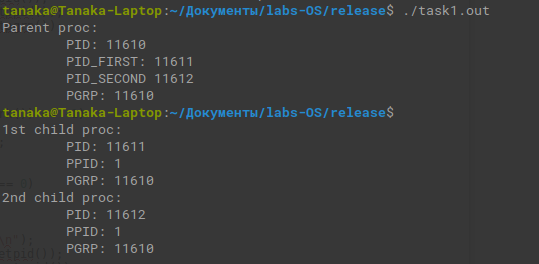 tanaka@Tanaka-Laptop:~/Документы/labs-OS/release$ ./task1.out
Parent proc:
PID: 11610
PID_FIRST: 11611
PID_SECOND 11612
PGRP: 11610
tanaka@Tanaka-Laptop:~/Документы/labs-OS/release$
1st child proc:
PID: 11611
PPID: 1
PGRP: 11610
2nd child proc:
PID: 11612
PPID: 1
PGRP: 11610